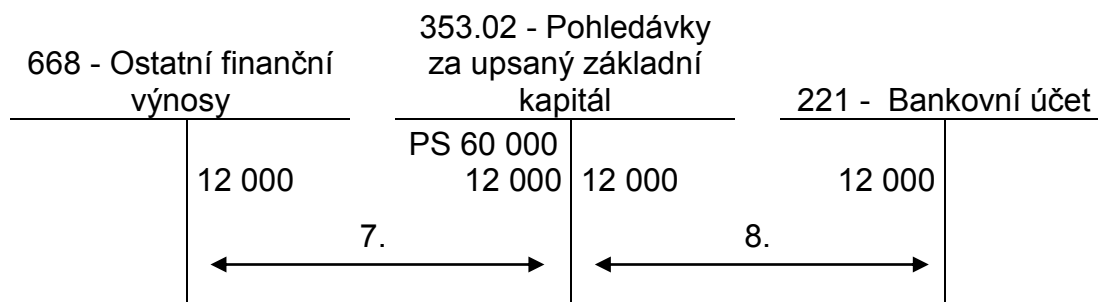 353.02 - Pohledávky
668 - Ostatní finanční za upsaný základní
výnosy kapitál 221 - Bankovní účet
PS 60 000
12 000 12 000 12 000 12 000
7. 8.